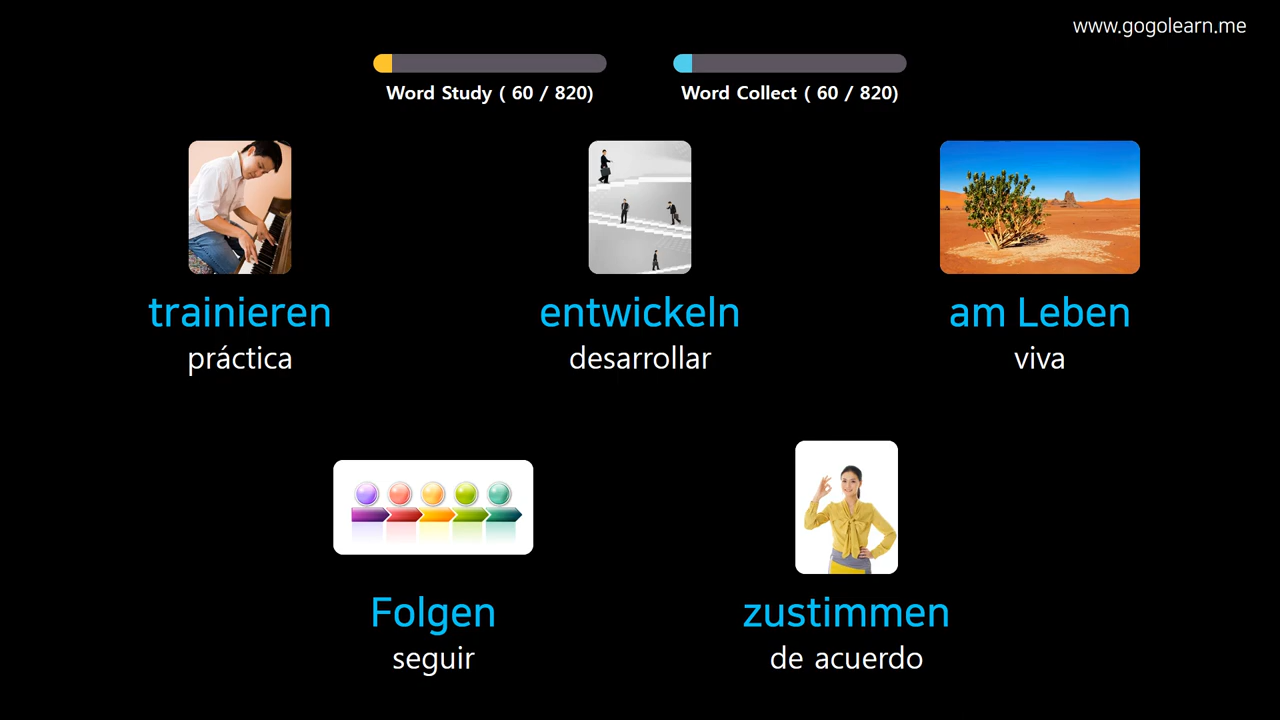 www.gogolearn.me
Word Study ( 60 / 820)
Word Collect ( 60 / 820)
trainieren
práctica
entwickeln
desarrollar
am Leben
viva
Folgen
seguir
zustimmen
de acuerdo